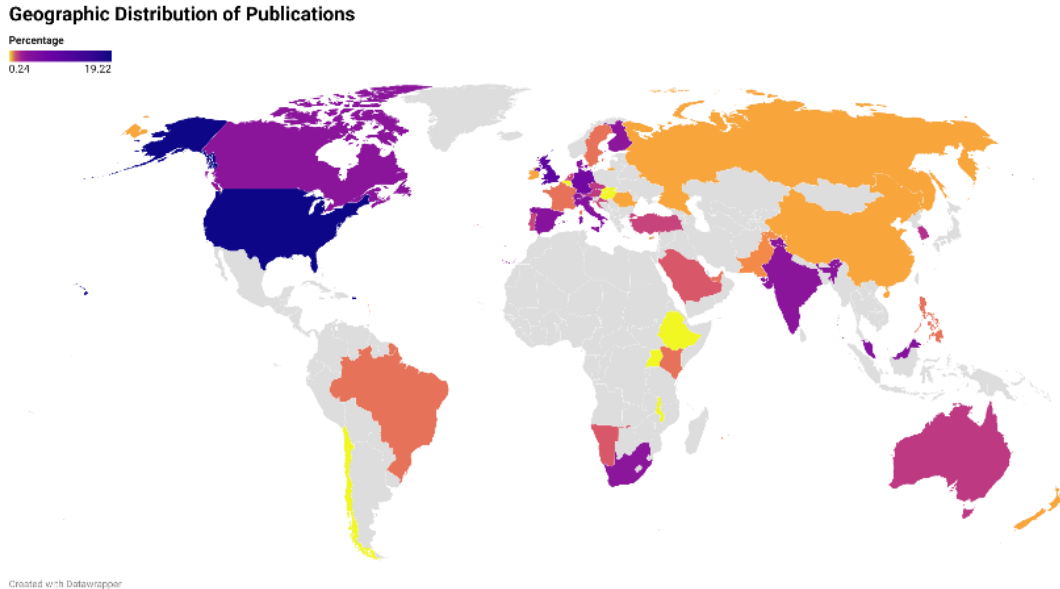 Geographic Distribution of Publications
Percentage
0.24 19.22
Created with Datawrapper